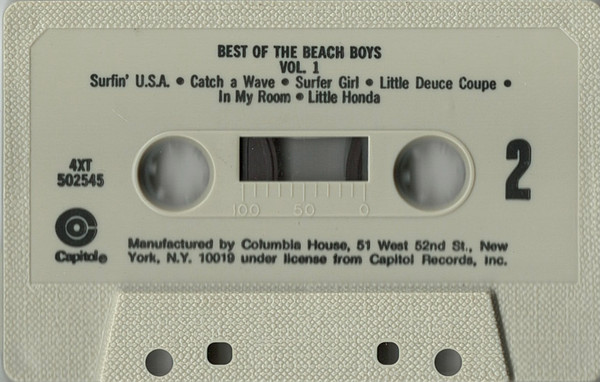 BEST OF THE BEACH BOYS
VOL. 1
Surfin' U.S.A. • Catch a Wave • Surfer Girl • Little Deuce Coupe •
In My Room • Little Honda
4XT
502545
2
100 50 0
Capitol®
Manufactured by Columbia House, 51 West 52nd St., New
York, N.Y. 10019 under license from Capitol Records, Inc.